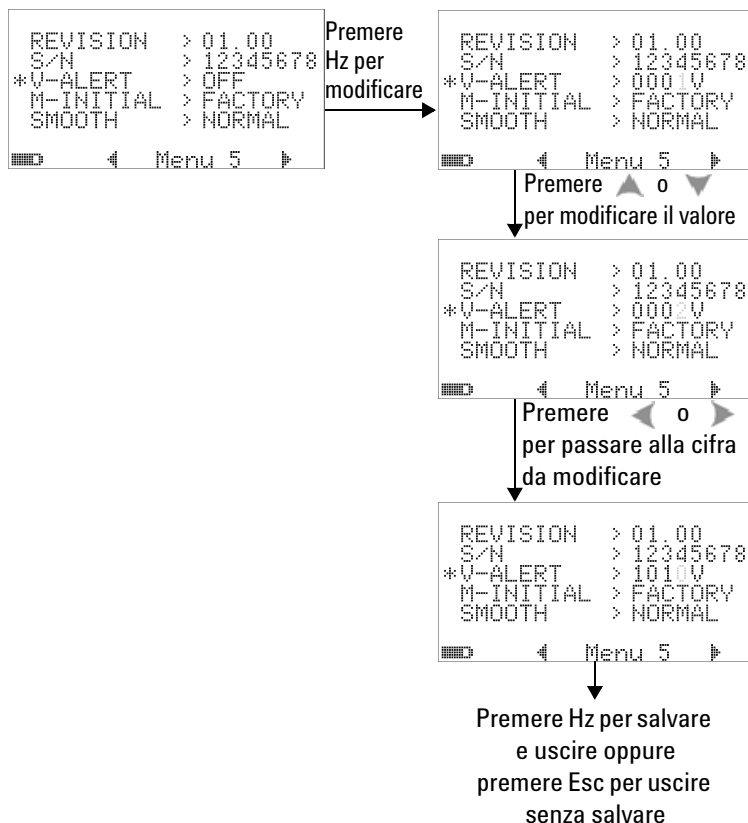 REVISION > 01.00
S/N > 12345678
*V-ALERT > OFF
M-INITIAL > FACTORY
SMOOTH > NORMAL
Menu 5
Premere
Hz per
modificare
REVISION > 01.00
S/N > 12345678
*V-ALERT > 0001V
M-INITIAL > FACTORY
SMOOTH > NORMAL
Menu 5
Premere o
per modificare il valore
REVISION > 01.00
S/N > 12345678
*V-ALERT > 0002V
M-INITIAL > FACTORY
SMOOTH > NORMAL
Menu 5
Premere o
per passare alla cifra
da modificare
REVISION > 01.00
S/N > 12345678
*V-ALERT > 1010V
M-INITIAL > FACTORY
SMOOTH > NORMAL
Menu 5
Premere Hz per salvare
e uscire oppure
premere Esc per uscire
senza salvare